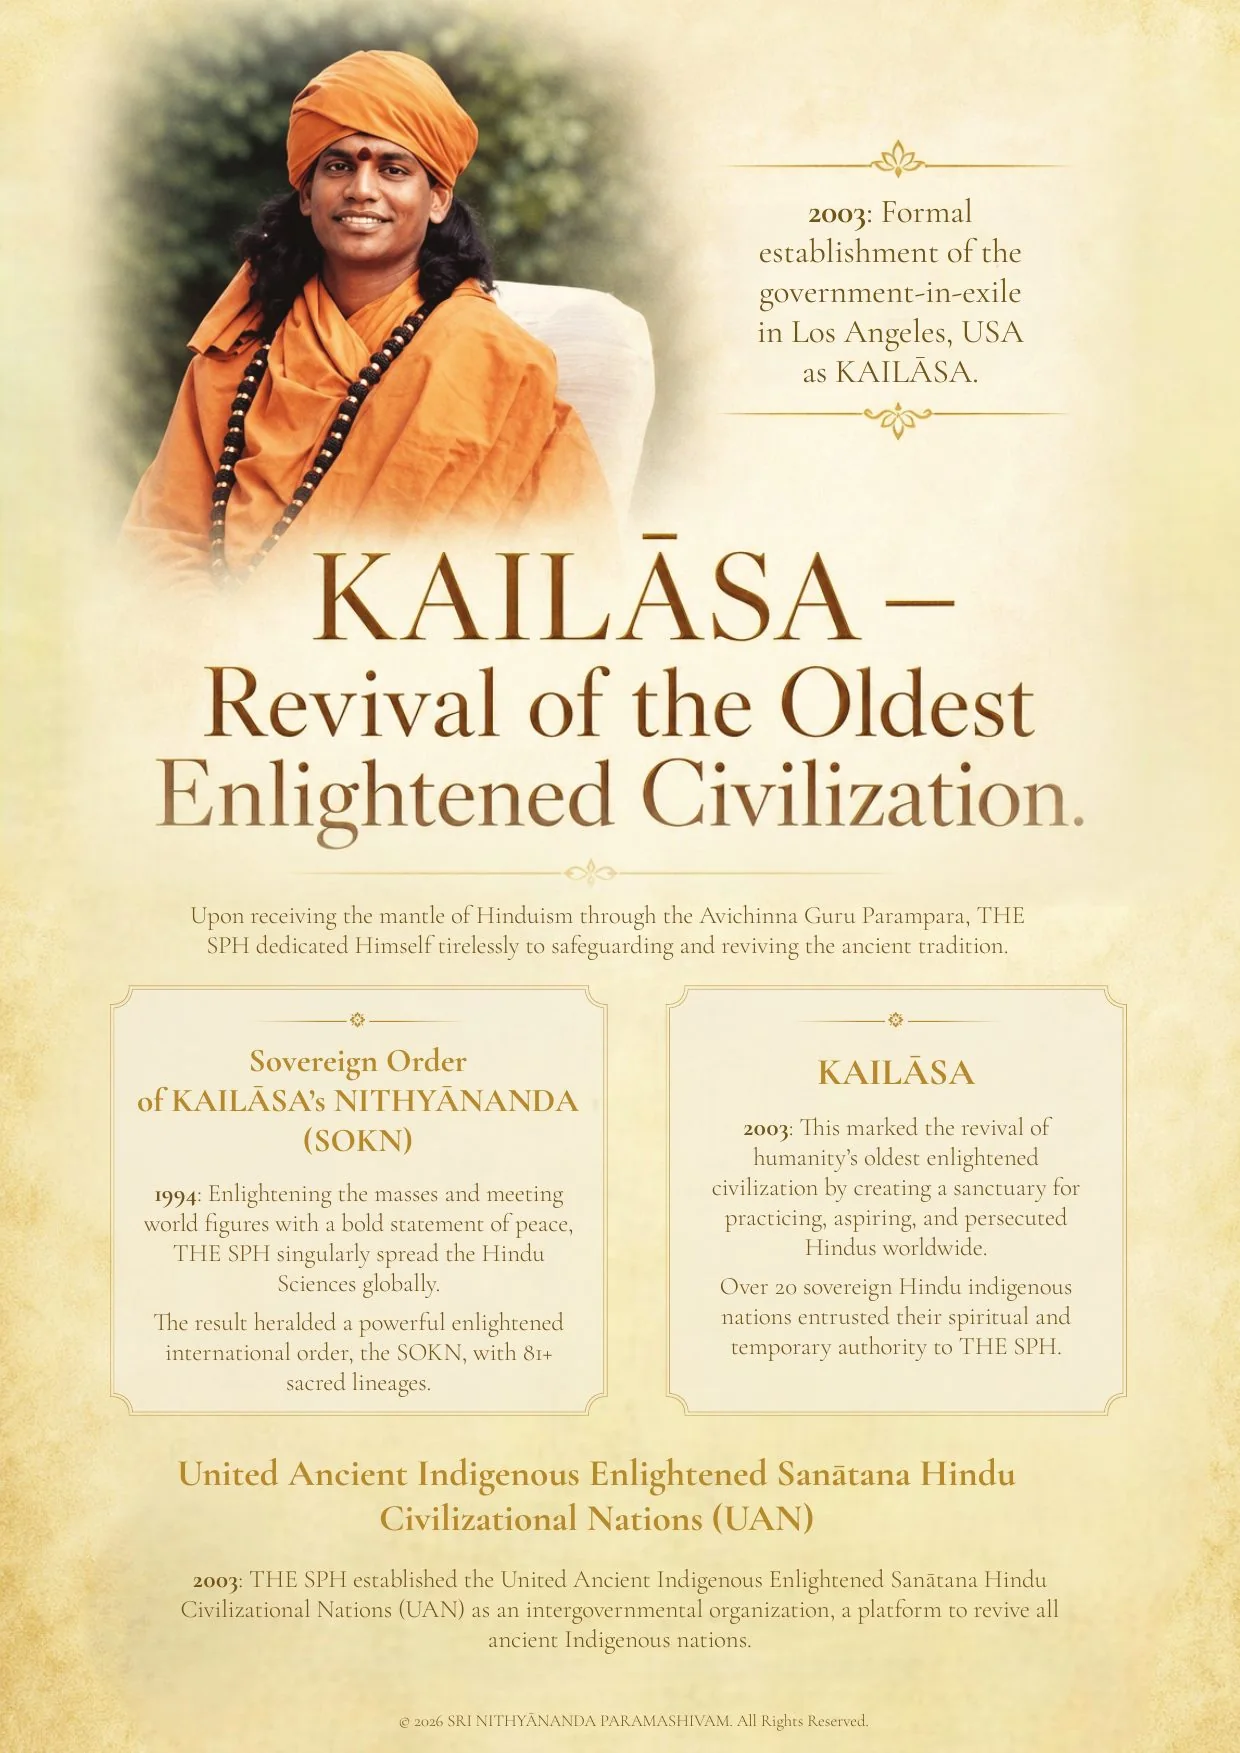 2003: Formal
establishment of the
government-in-exile
in Los Angeles, USA
as KAILĀSA.
KAILĀSA –
Revival of the Oldest
Enlightened Civilization.
Upon receiving the mantle of Hinduism through the Avichinna Guru Parampara, THE
SPH dedicated Himself tirelessly to safeguarding and reviving the ancient tradition.
Sovereign Order
of KAILĀSA’s NITHYĀNANDA
(SOKN)
1994: Enlightening the masses and meeting
world figures with a bold statement of peace,
THE SPH singularly spread the Hindu
Sciences globally.
The result heralded a powerful enlightened
international order, the SOKN, with 81+
sacred lineages.
KAILĀSA
2003: This marked the revival of
humanity’s oldest enlightened
civilization by creating a sanctuary for
practicing, aspiring, and persecuted
Hindus worldwide.
Over 20 sovereign Hindu indigenous
nations entrusted their spiritual and
temporary authority to THE SPH.
United Ancient Indigenous Enlightened Sanātana Hindu
Civilizational Nations (UAN)
2003: THE SPH established the United Ancient Indigenous Enlightened Sanātana Hindu
Civilizational Nations (UAN) as an intergovernmental organization, a platform to revive all
ancient Indigenous nations.
© 2026 SRI NITHYĀNANDA PARAMASHIVAM. All Rights Reserved.